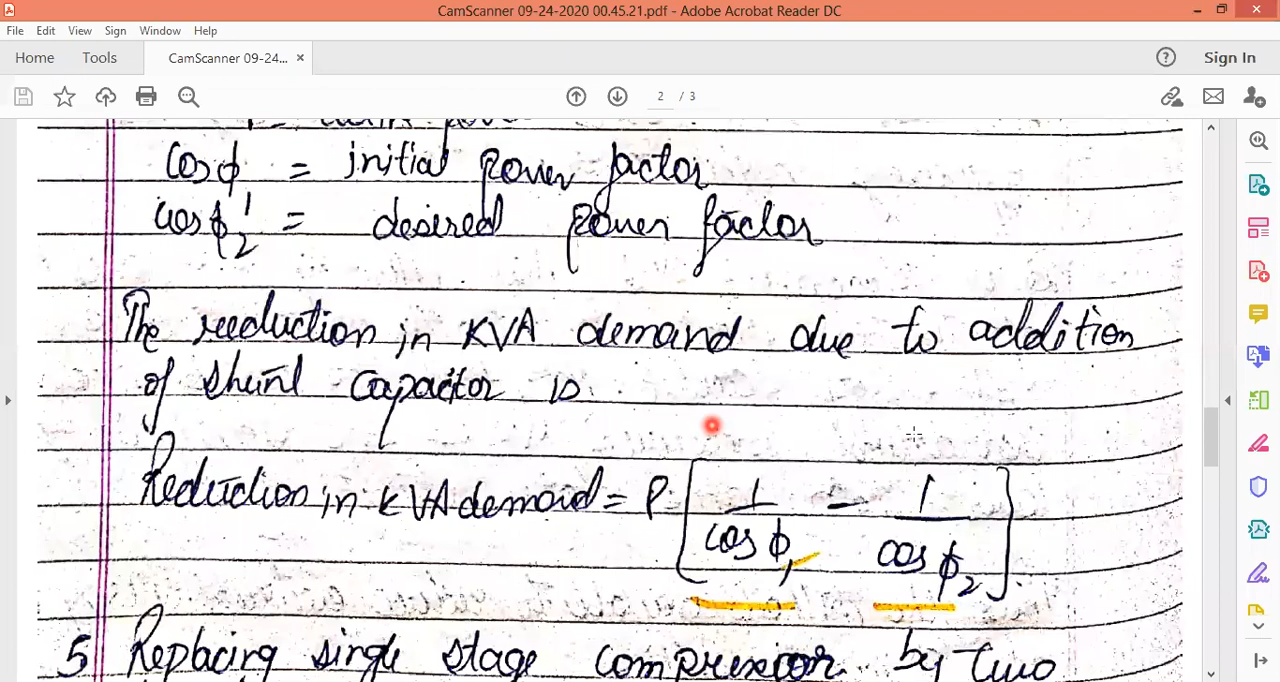 CamScanner 09-24-2020 00.45.21.pdf - Adobe Acrobat Reader DC
File Edit View Sign Window Help
Home Tools CamScanner 09-24... × Sign In
2 / 3
cosϕ = initial power factor
cosϕ₂' = desired power factor
The reduction in KVA demand due to addition
of shunt capacitor is.
Reduction in KVA demand = P [ 1/cos ϕ₁ - 1/cos ϕ₂ ]
5 Replacing single stage compressor by two